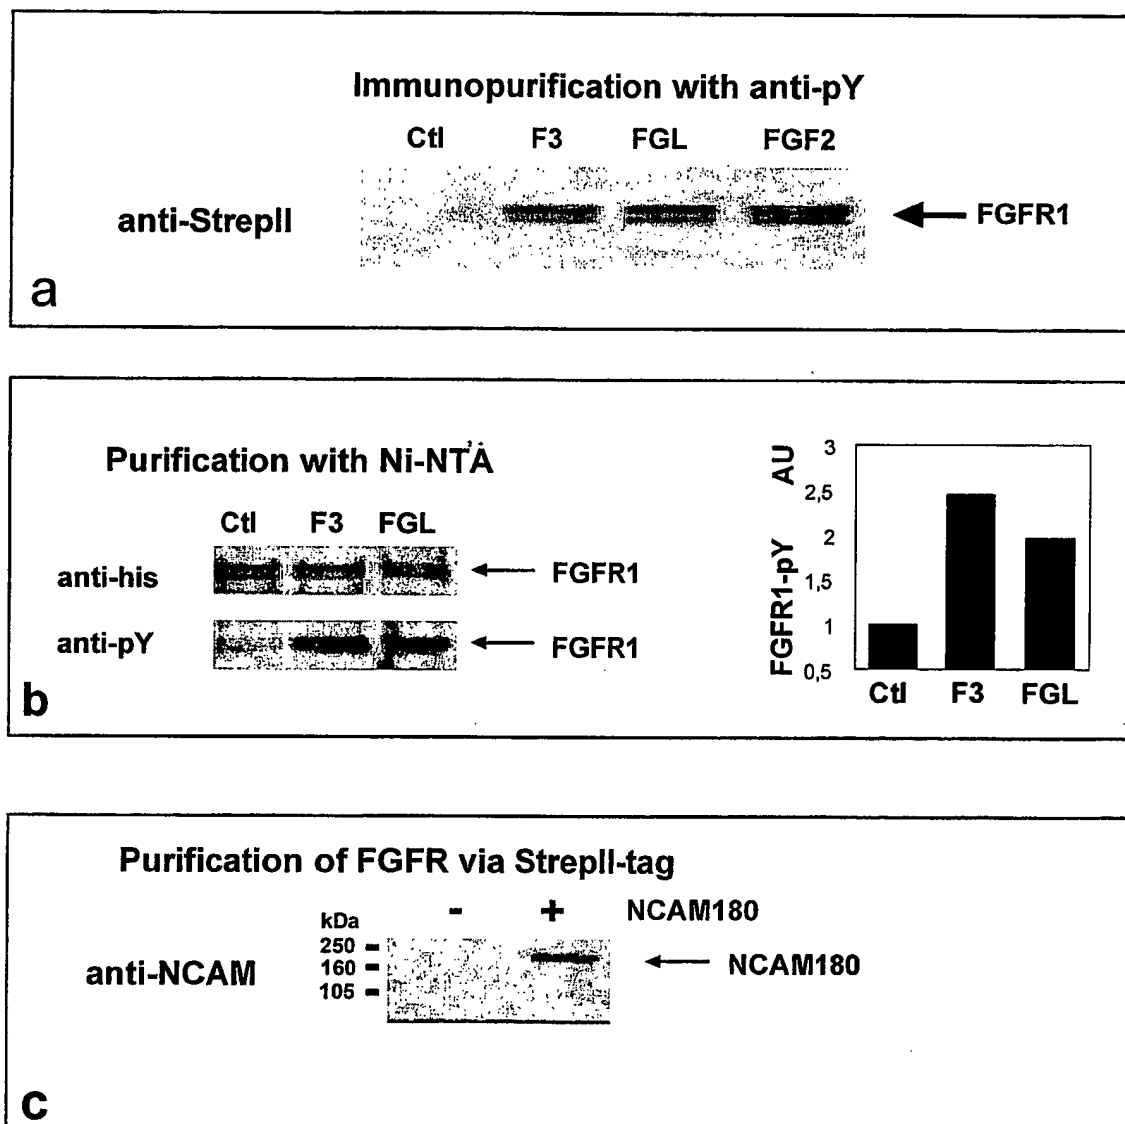 Immunopurification with anti-pY
Ctl F3 FGL FGF2
anti-StrepII FGFR1
a
Purification with Ni-NTA
Ctl F3 FGL
anti-his FGFR1
anti-pY FGFR1
b
FGFR1-pY AU
3
2,5
2
1,5
1
0,5
Ctl F3 FGL
Purification of FGFR via StrepII-tag
kDa - + NCAM180
250
160
105
anti-NCAM NCAM180
c